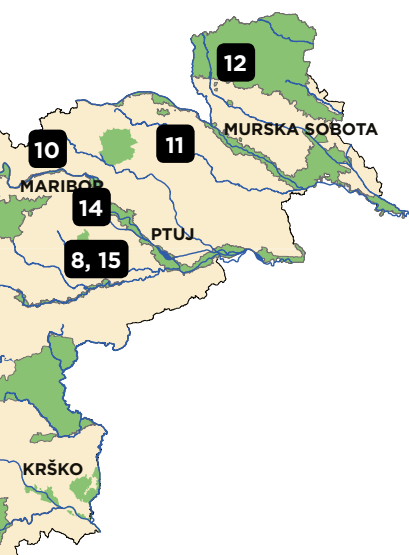 12
MURSKA SOBOTA
10
11
MARIBOR
14
PTUJ
8, 15
KRŠKO